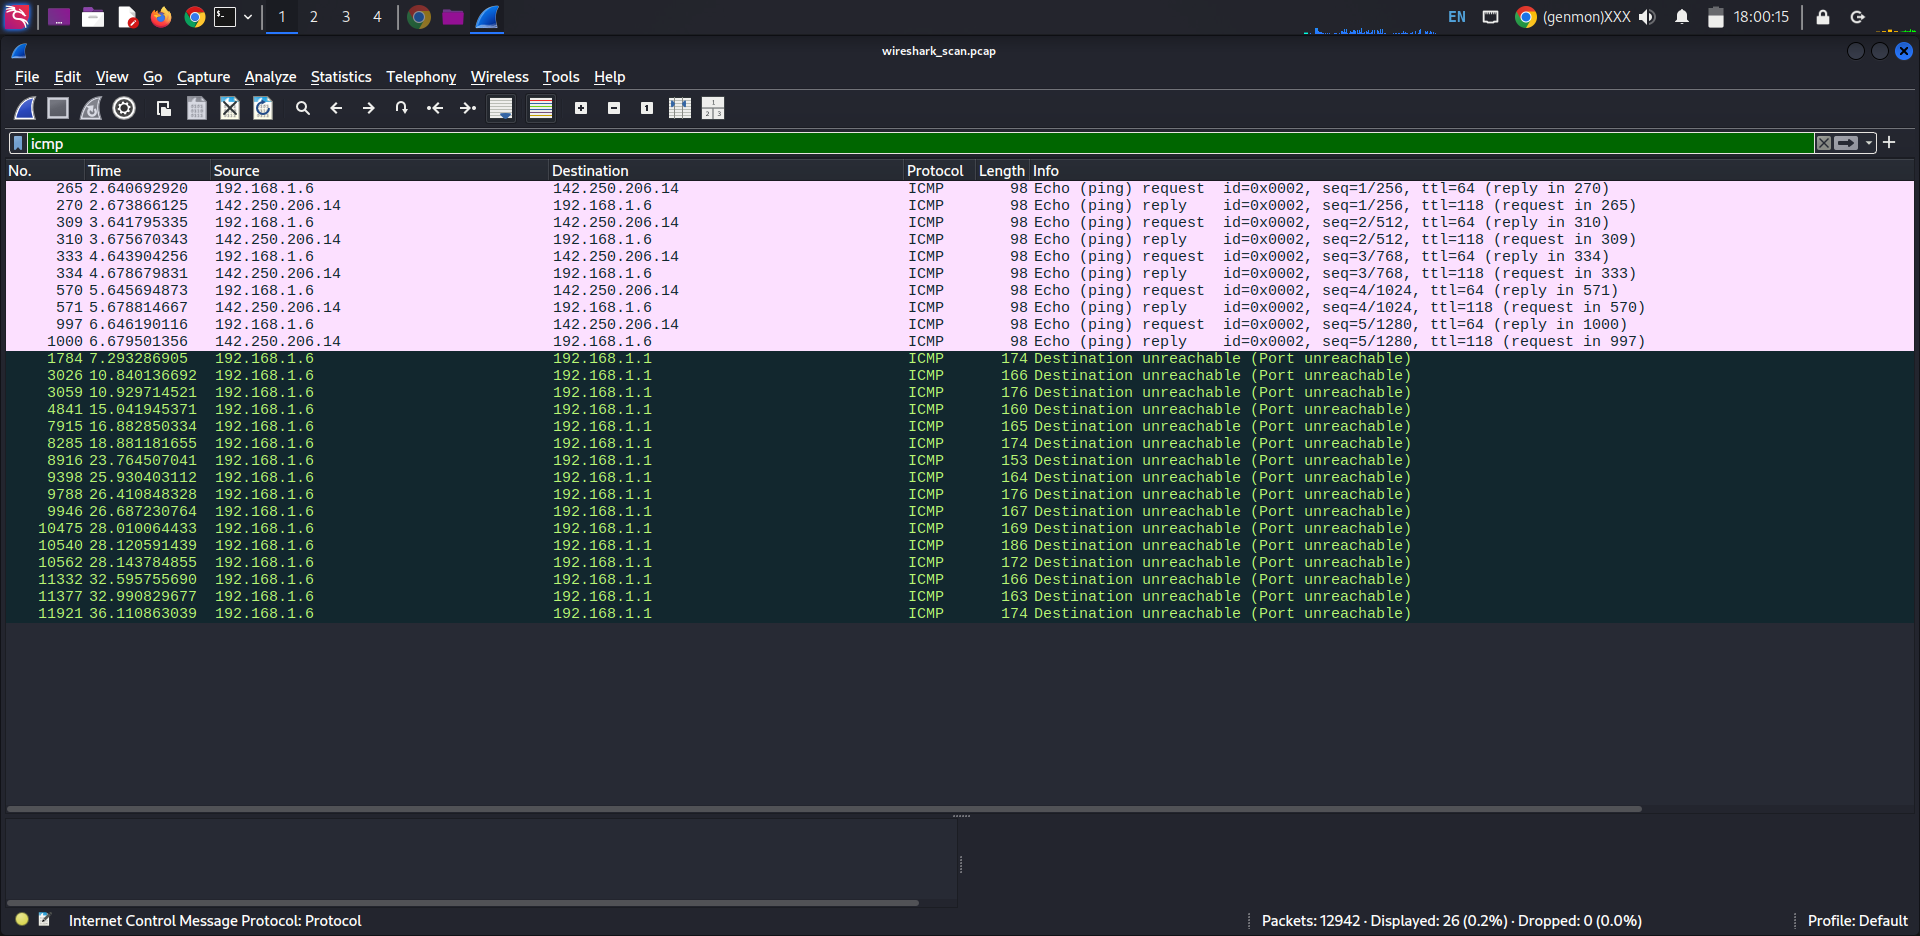 1 2 3 4 EN (genmon)XXX 18:00:15
wireshark_scan.pcap
File Edit View Go Capture Analyze Statistics Telephony Wireless Tools Help
icmp
No. Time Source Destination Protocol Length Info
265 2.640692920 192.168.1.6 142.250.206.14 ICMP 98 Echo (ping) request id=0x0002, seq=1/256, ttl=64 (reply in 270)
270 2.673866125 142.250.206.14 192.168.1.6 ICMP 98 Echo (ping) reply id=0x0002, seq=1/256, ttl=118 (request in 265)
309 3.641795335 192.168.1.6 142.250.206.14 ICMP 98 Echo (ping) request id=0x0002, seq=2/512, ttl=64 (reply in 310)
310 3.675670343 142.250.206.14 192.168.1.6 ICMP 98 Echo (ping) reply id=0x0002, seq=2/512, ttl=118 (request in 309)
333 4.643904256 192.168.1.6 142.250.206.14 ICMP 98 Echo (ping) request id=0x0002, seq=3/768, ttl=64 (reply in 334)
334 4.678679831 142.250.206.14 192.168.1.6 ICMP 98 Echo (ping) reply id=0x0002, seq=3/768, ttl=118 (request in 333)
570 5.645694873 192.168.1.6 142.250.206.14 ICMP 98 Echo (ping) request id=0x0002, seq=4/1024, ttl=64 (reply in 571)
571 5.678814667 142.250.206.14 192.168.1.6 ICMP 98 Echo (ping) reply id=0x0002, seq=4/1024, ttl=118 (request in 570)
997 6.646190116 192.168.1.6 142.250.206.14 ICMP 98 Echo (ping) request id=0x0002, seq=5/1280, ttl=64 (reply in 1000)
1000 6.679501356 142.250.206.14 192.168.1.6 ICMP 98 Echo (ping) reply id=0x0002, seq=5/1280, ttl=118 (request in 997)
1784 7.293286905 192.168.1.6 192.168.1.1 ICMP 174 Destination unreachable (Port unreachable)
3026 10.840136692 192.168.1.6 192.168.1.1 ICMP 166 Destination unreachable (Port unreachable)
3059 10.929714521 192.168.1.6 192.168.1.1 ICMP 176 Destination unreachable (Port unreachable)
4841 15.041945371 192.168.1.6 192.168.1.1 ICMP 160 Destination unreachable (Port unreachable)
7915 16.882850334 192.168.1.6 192.168.1.1 ICMP 165 Destination unreachable (Port unreachable)
8285 18.881181655 192.168.1.6 192.168.1.1 ICMP 174 Destination unreachable (Port unreachable)
8916 23.764507041 192.168.1.6 192.168.1.1 ICMP 153 Destination unreachable (Port unreachable)
9398 25.930403112 192.168.1.6 192.168.1.1 ICMP 164 Destination unreachable (Port unreachable)
9788 26.410848328 192.168.1.6 192.168.1.1 ICMP 176 Destination unreachable (Port unreachable)
9946 26.687230764 192.168.1.6 192.168.1.1 ICMP 167 Destination unreachable (Port unreachable)
10475 28.010064433 192.168.1.6 192.168.1.1 ICMP 169 Destination unreachable (Port unreachable)
10540 28.120591439 192.168.1.6 192.168.1.1 ICMP 186 Destination unreachable (Port unreachable)
10562 28.143784855 192.168.1.6 192.168.1.1 ICMP 172 Destination unreachable (Port unreachable)
11332 32.595755690 192.168.1.6 192.168.1.1 ICMP 166 Destination unreachable (Port unreachable)
11377 32.990829677 192.168.1.6 192.168.1.1 ICMP 163 Destination unreachable (Port unreachable)
11921 36.110863039 192.168.1.6 192.168.1.1 ICMP 174 Destination unreachable (Port unreachable)
Internet Control Message Protocol: Protocol Packets: 12942 · Displayed: 26 (0.2%) · Dropped: 0 (0.0%) Profile: Default